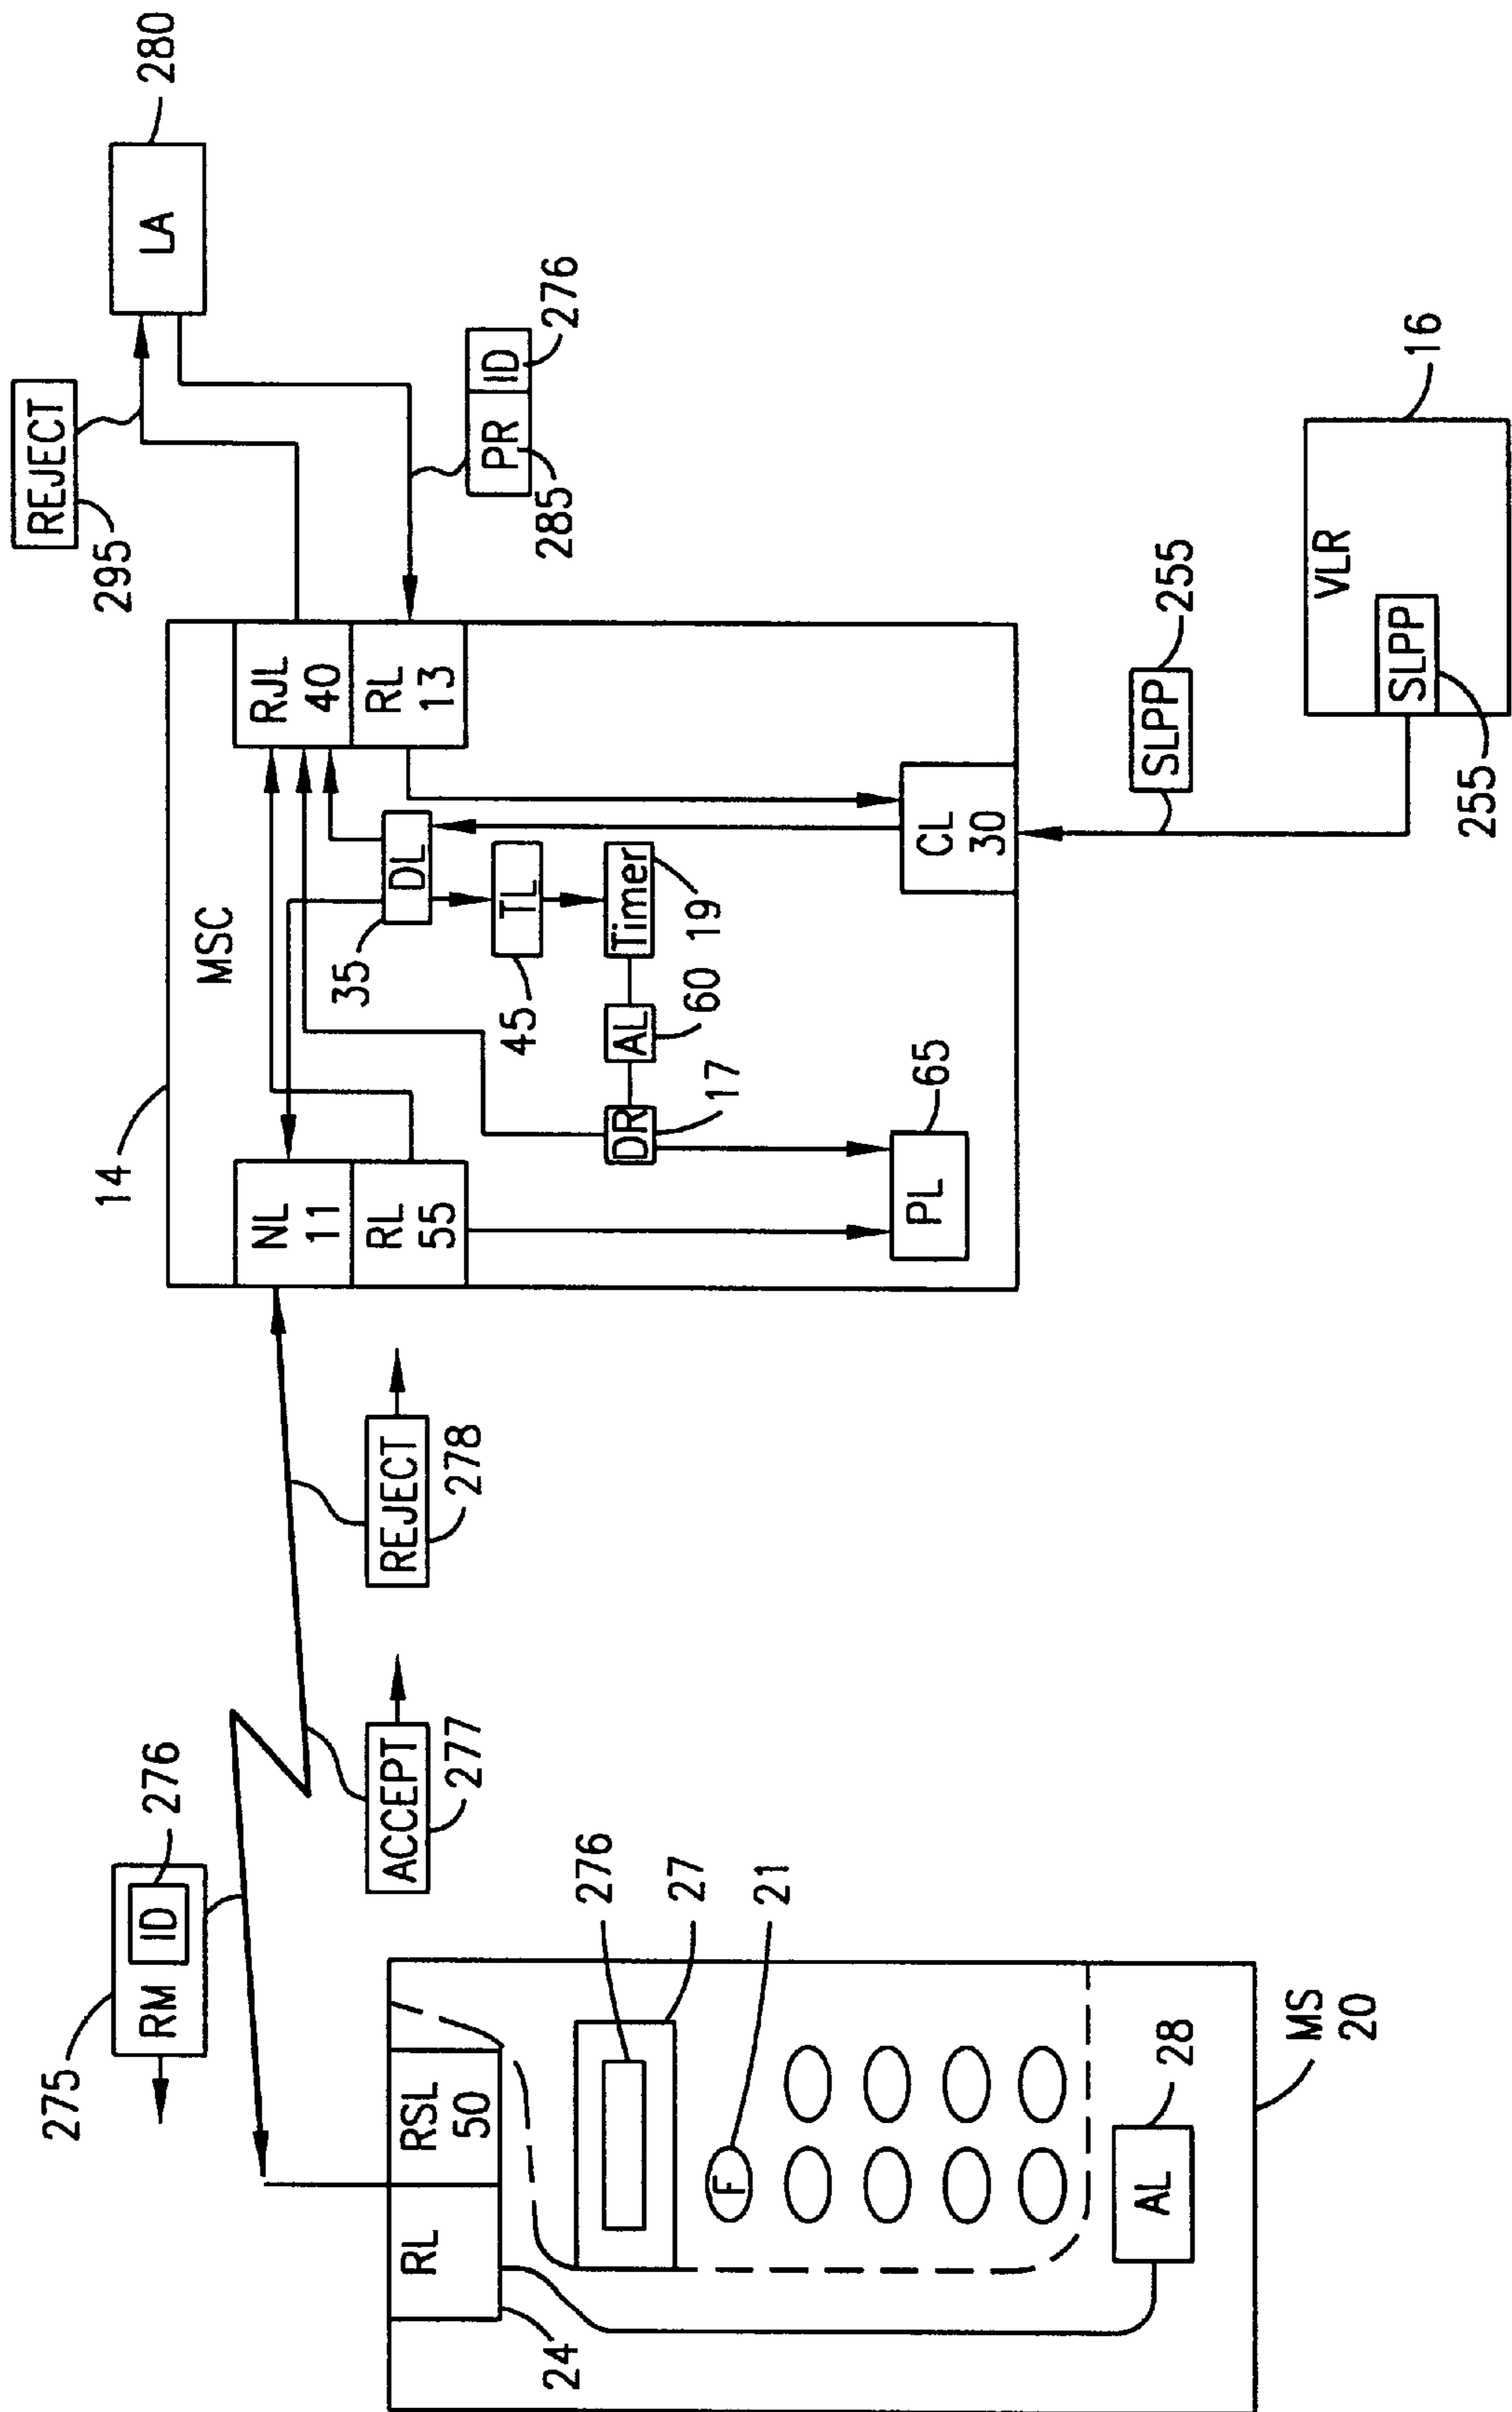 275
RM
ID
276
ACCEPT
277
REJECT
278
RL
RSL
50
24
276
27
F
21
AL
28
MS
20
14
MSC
NL
11
RL
55
RJL
40
RL
13
35
DL
TL
45
Timer
19
AL
60
DR
17
PL
65
CL
30
REJECT
295
LA
280
PR
ID
285
276
SLPP
255
VLR
16
SLPP
255